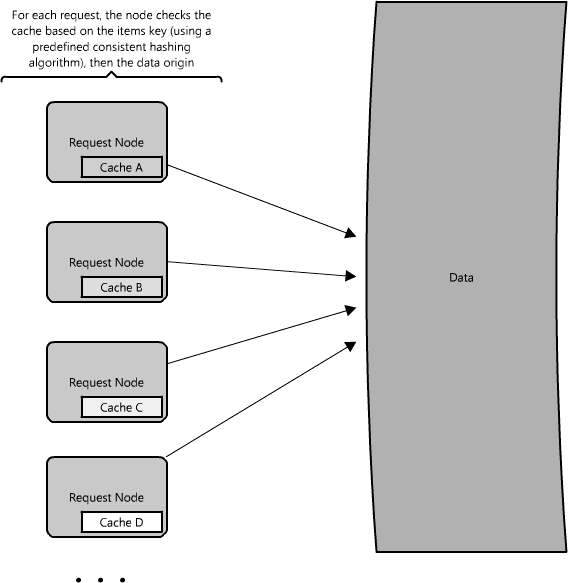 For each request, the node checks the
cache based on the items key (using a
predefined consistent hashing
algorithm), then the data origin
Request Node
Cache A
Request Node
Cache B
Data
Request Node
Cache C
Request Node
Cache D
. . .